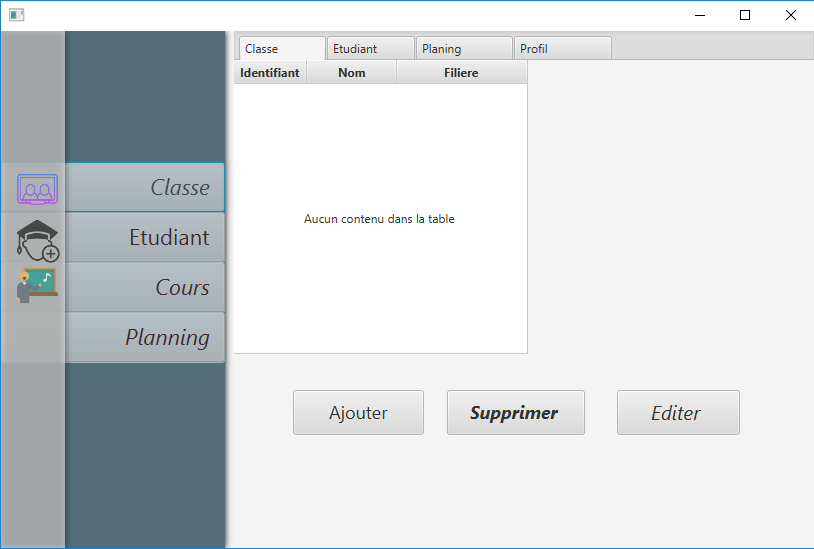 Classe
Etudiant
Cours
Planning
Classe Etudiant Planing Profil
Identifiant Nom Filiere
Aucun contenu dans la table
Ajouter Supprimer Editer